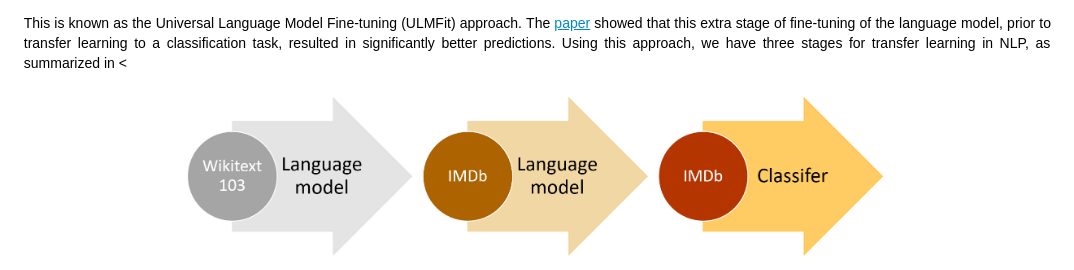 This is known as the Universal Language Model Fine-tuning (ULMFit) approach. The paper showed that this extra stage of fine-tuning of the language model, prior to
transfer learning to a classification task, resulted in significantly better predictions. Using this approach, we have three stages for transfer learning in NLP, as
summarized in <
Wikitext
103
Language
model
IMDb
Language
model
IMDb
Classifer